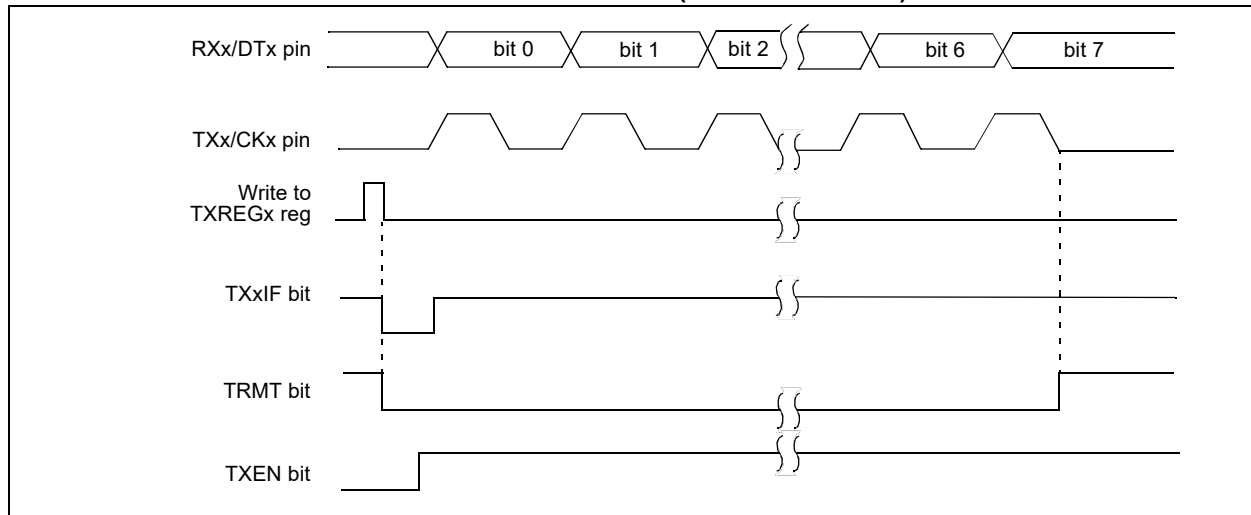 RXx/DTx pin
bit 0 bit 1 bit 2 bit 6 bit 7
TXx/CKx pin
Write to
TXREGx reg
TXxIF bit
TRMT bit
TXEN bit